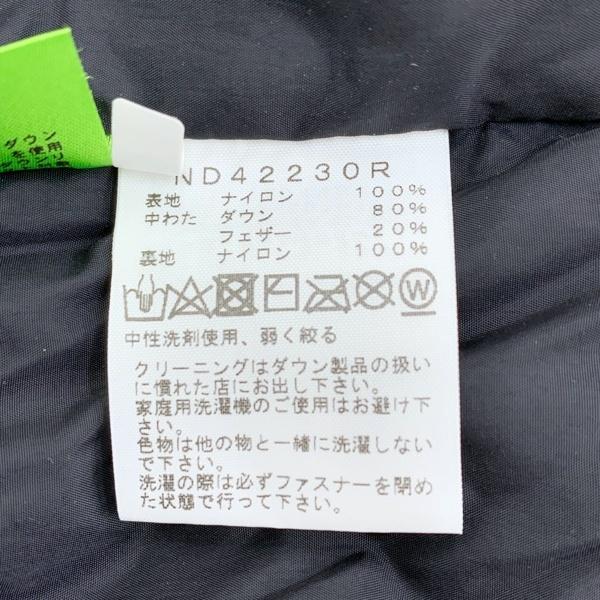 ダウン
を使用
ND42230R
表地 ナイロン 100%
中わた ダウン 80%
フェザー 20%
裏地 ナイロン 100%
W
中性洗剤使用、弱く絞る
クリーニングはダウン製品の扱い
に慣れた店にお出し下さい。
家庭用洗濯機のご使用はお避け下
さい。
色物は他の物と一緒に洗濯しない
で下さい。
洗濯の際は必ずファスナーを閉め
た状態で行って下さい。